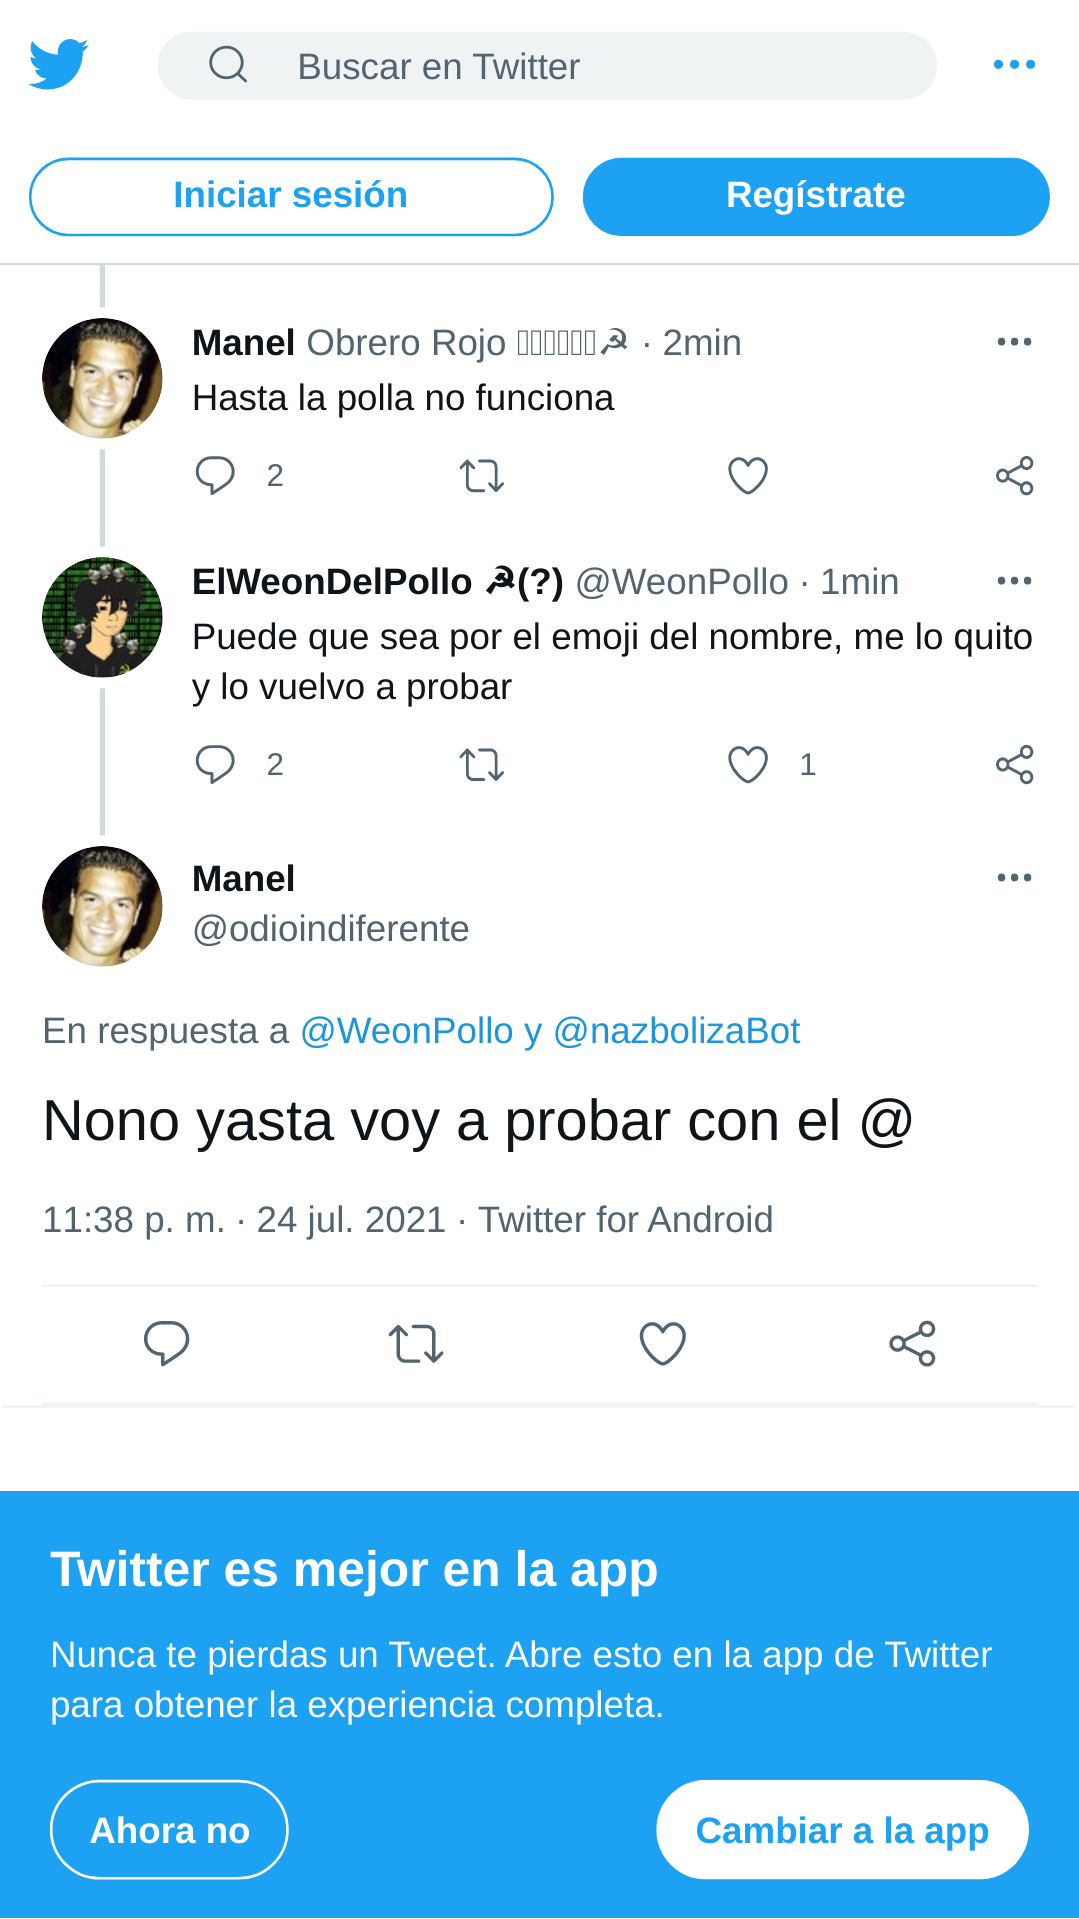 Buscar en Twitter
Iniciar sesión
Regístrate
Manel Obrero Rojo ☭ · 2min
Hasta la polla no funciona
2
ElWeonDelPollo ☭(?) @WeonPollo · 1min
Puede que sea por el emoji del nombre, me lo quito
y lo vuelvo a probar
2 1
Manel
@odioindiferente
En respuesta a @WeonPollo y @nazbolizaBot
Nono yasta voy a probar con el @
11:38 p. m. · 24 jul. 2021 · Twitter for Android
Twitter es mejor en la app
Nunca te pierdas un Tweet. Abre esto en la app de Twitter
para obtener la experiencia completa.
Ahora no
Cambiar a la app